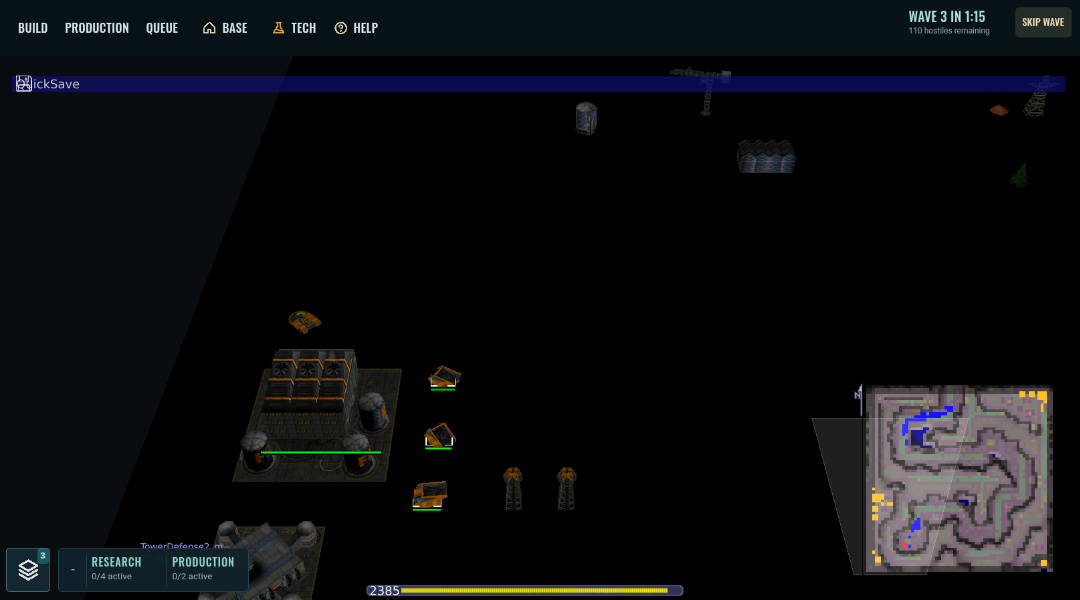 BUILD PRODUCTION QUEUE BASE TECH HELP
WAVE 3 IN 1:15
110 hostiles remaining
SKIP WAVE
ickSave
N
TowerDefense2_m
3
RESEARCH
0/4 active
PRODUCTION
0/2 active
-
2385